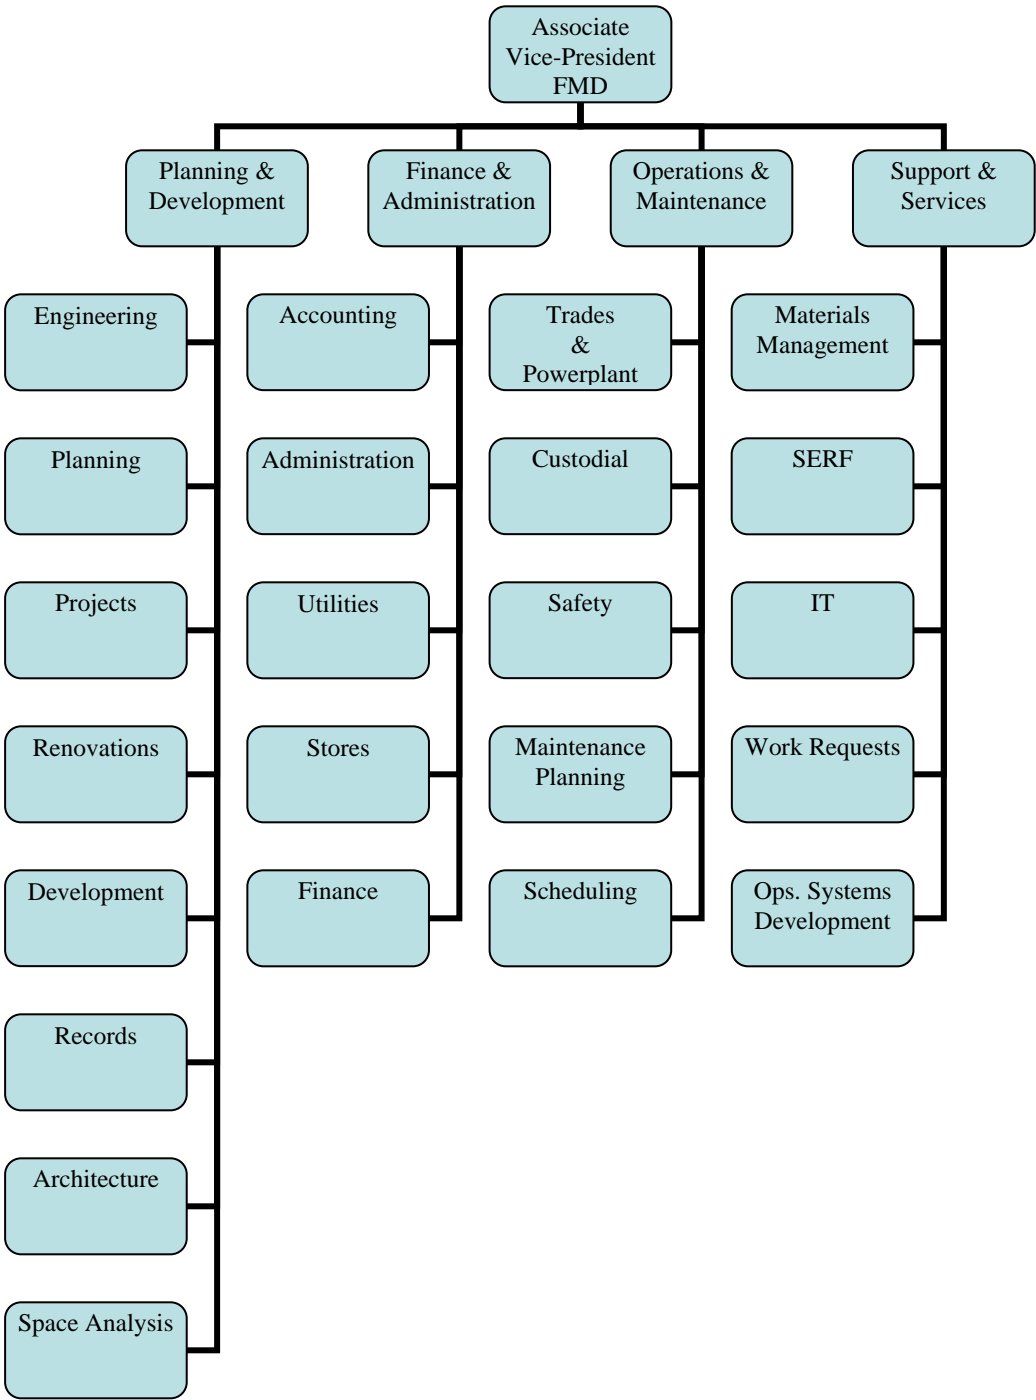 Associate
Vice-President
FMD
Planning &
Development
Finance &
Administration
Operations &
Maintenance
Support &
Services
Engineering
Accounting
Trades
&
Powerplant
Materials
Management
Planning
Administration
Custodial
SERF
Projects
Utilities
Safety
IT
Renovations
Stores
Maintenance
Planning
Work Requests
Development
Finance
Scheduling
Ops. Systems
Development
Records
Architecture
Space Analysis